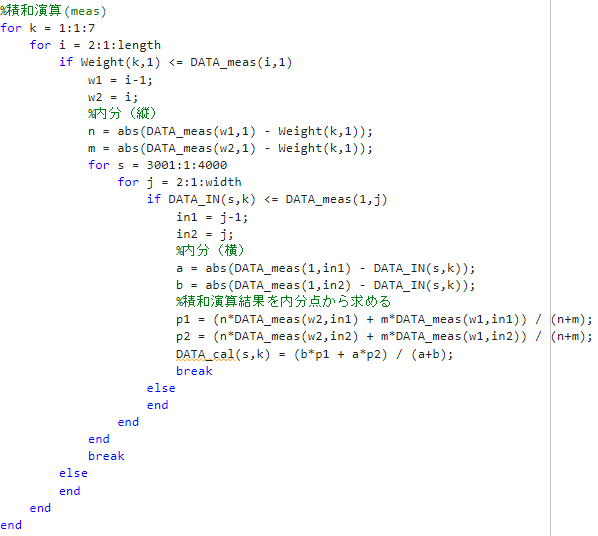 %積和演算(meas)
for k = 1:1:7
    for i = 2:1:length
        if Weight(k,1) <= DATA_meas(i,1)
            w1 = i-1;
            w2 = i;
            %内分（縦）
            n = abs(DATA_meas(w1,1) - Weight(k,1));
            m = abs(DATA_meas(w2,1) - Weight(k,1));
            for s = 3001:1:4000
                for j = 2:1:width
                    if DATA_IN(s,k) <= DATA_meas(1,j)
                        in1 = j-1;
                        in2 = j;
                        %内分（横）
                        a = abs(DATA_meas(1,in1) - DATA_IN(s,k));
                        b = abs(DATA_meas(1,in2) - DATA_IN(s,k));
                        %積和演算結果を内分点から求める
                        p1 = (n*DATA_meas(w2,in1) + m*DATA_meas(w1,in1)) / (n+m);
                        p2 = (n*DATA_meas(w2,in2) + m*DATA_meas(w1,in2)) / (n+m);
                        DATA_cal(s,k) = (b*p1 + a*p2) / (a+b);
                        break
                    else
                    end
                end
            end
            break
        else
        end
    end
end